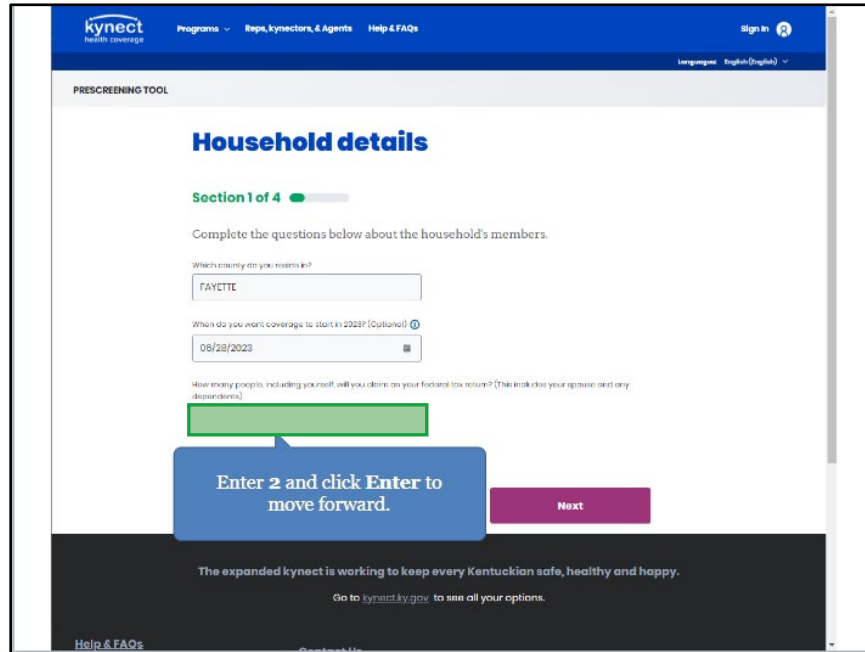 kynect
health coverage
Programs
Reps, kynectors, & Agents
Help & FAQs
Sign In
Languages English (English)
PRESCREENING TOOL
Household details
Section 1 of 4
Complete the questions below about the household's members.
Which county do you reside in?
FAYETTE
When do you want coverage to start in 2023? (Optional)
06/28/2023
How many people, including yourself, will you claim on your federal tax return? (This includes your spouse and any
dependents)
Enter 2 and click Enter to
move forward.
Next
The expanded kynect is working to keep every Kentuckian safe, healthy and happy.
Go to kynect.ky.gov to see all your options.
Help & FAQs
Contact Us